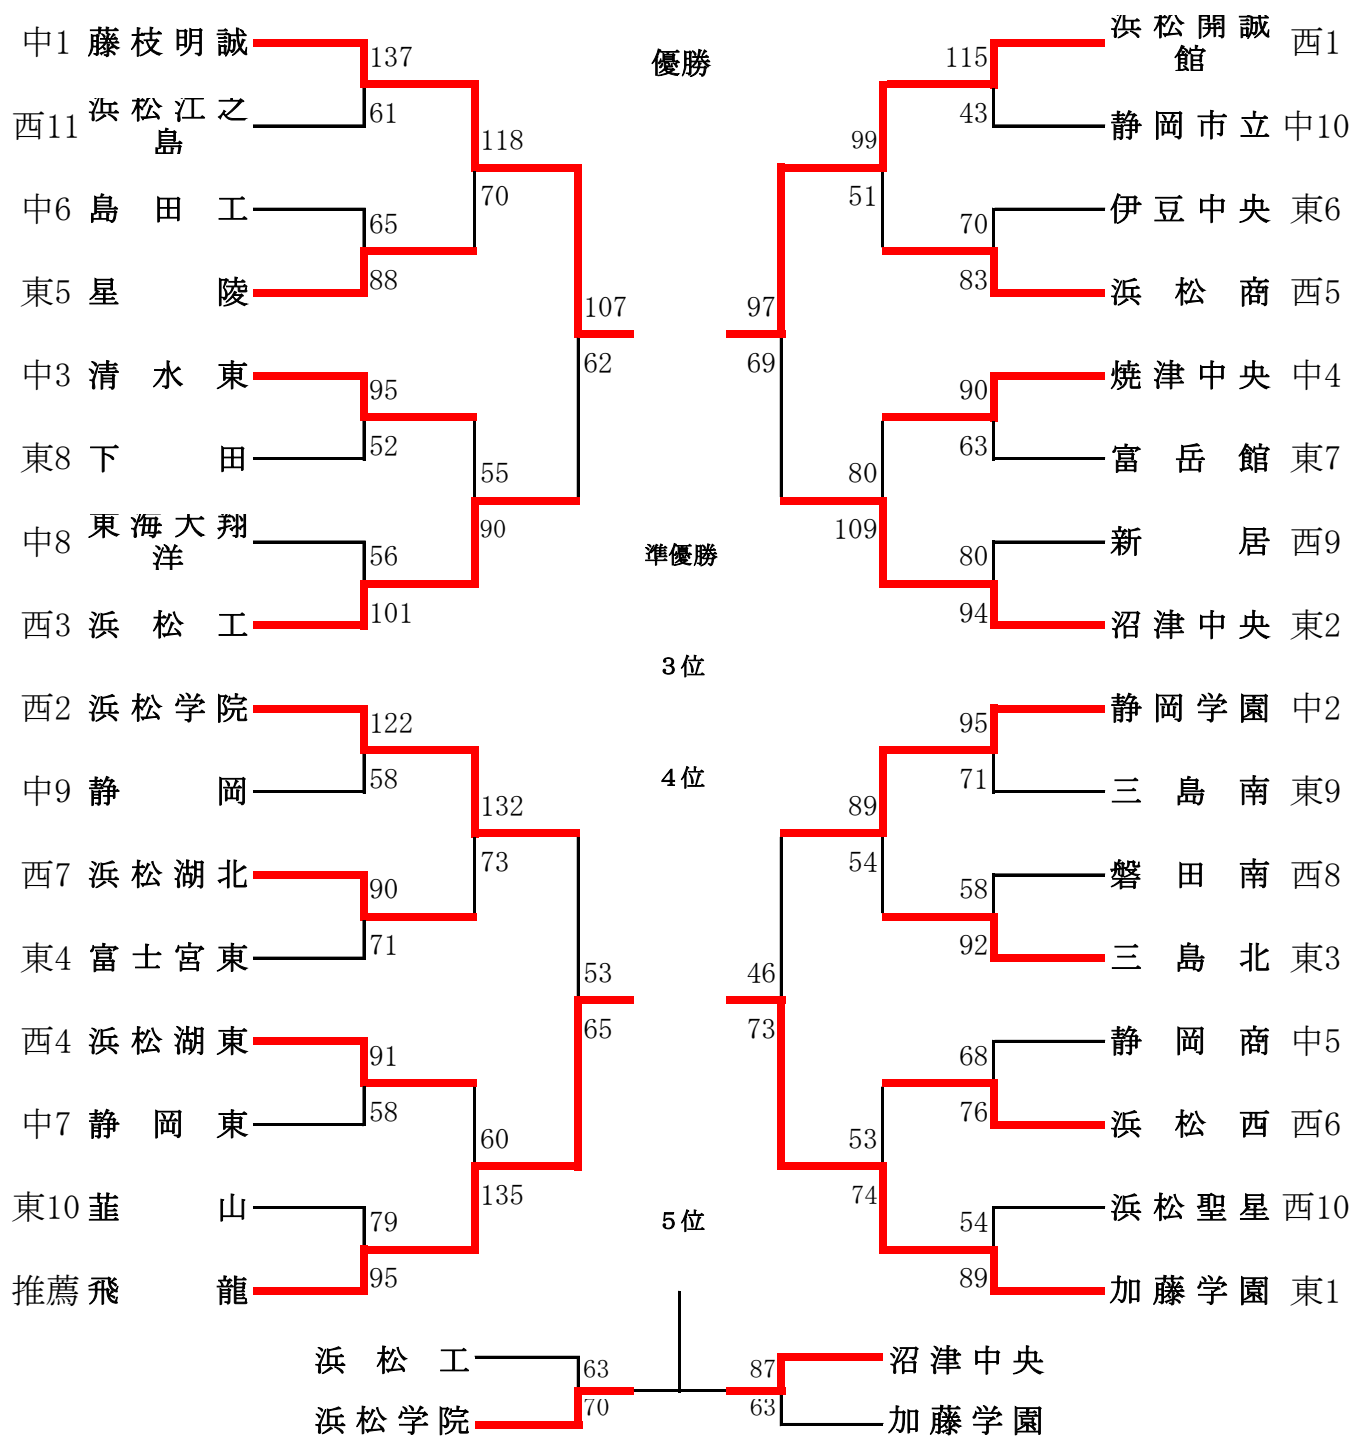 中1 藤枝明誠
137
西11 浜松江之
島
61
118
70
中6 島田工
65
東5 星陵
88
107
62
中3 清水東
95
東8 下田
52
55
90
中8 東海大翔
洋
56
西3 浜松工
101
西2 浜松学院
122
中9 静岡
58
132
73
西7 浜松湖北
90
東4 富士宮東
71
53
65
西4 浜松湖東
91
中7 静岡東
58
60
135
東10 韮山
79
推薦 飛龍
95
優勝
準優勝
3位
4位
5位
浜松開誠
館
西1
115
静岡市立 中10
43
99
51
伊豆中央 東6
70
浜松商 西5
83
97
69
焼津中央 中4
90
富岳館 東7
63
80
109
新居 西9
80
沼津中央 東2
94
静岡学園 中2
95
三島南 東9
71
89
54
磐田南 西8
58
三島北 東3
92
46
73
静岡商 中5
68
浜松西 西6
76
53
74
浜松聖星 西10
54
加藤学園 東1
89
浜松工
63
浜松学院
70
沼津中央
87
加藤学園
63